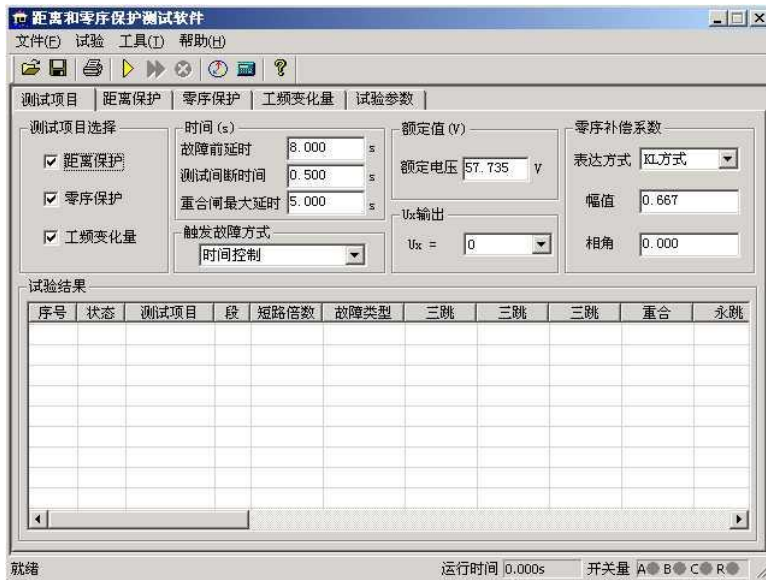 距离和零序保护测试软件
文件(F) 试验 工具(T) 帮助(H)
测试项目 距离保护 零序保护 工频变化量 试验参数
测试项目选择
距离保护
零序保护
工频变化量
时间(s)
故障前延时 8.000 s
测试间断时间 0.500 s
重合闸最大延时 5.000 s
触发故障方式
时间控制
额定值(V)
额定电压 57.735 V
Ux输出
Ux = 0
零序补偿系数
表达方式 KL方式
幅值 0.667
相角 0.000
试验结果
序号 状态 测试项目 段 短路倍数 故障类型 三跳 三跳 三跳 重合 永跳
就绪 运行时间 0.000s 开关量 A B C R